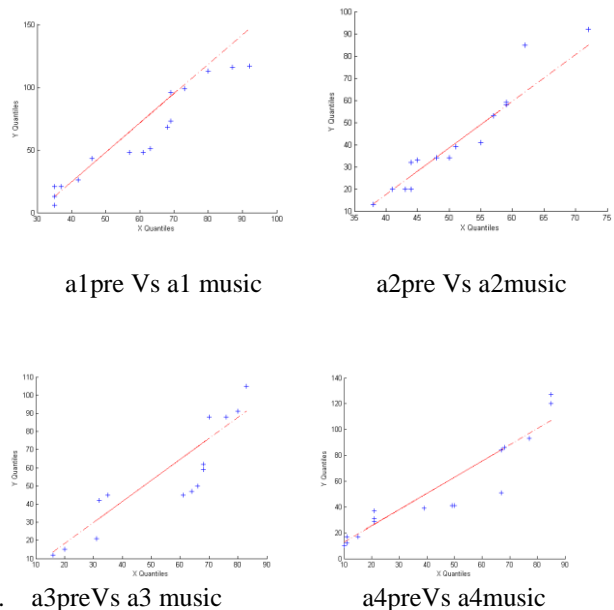 150
100
50
0
30 40 50 60 70 80 90 100
Y Quantiles
X Quantiles
100
90
80
70
60
50
40
30
20
10
35 40 45 50 55 60 65 70 75
Y Quantiles
X Quantiles
a1pre Vs a1 music
a2pre Vs a2music
110
100
90
80
70
60
50
40
30
20
10
10 20 30 40 50 60 70 80 90
Y Quantiles
X Quantiles
140
120
100
80
60
40
20
0
10 20 30 40 50 60 70 80 90
Y Quantiles
X Quantiles
. a3preVs a3 music
a4preVs a4music